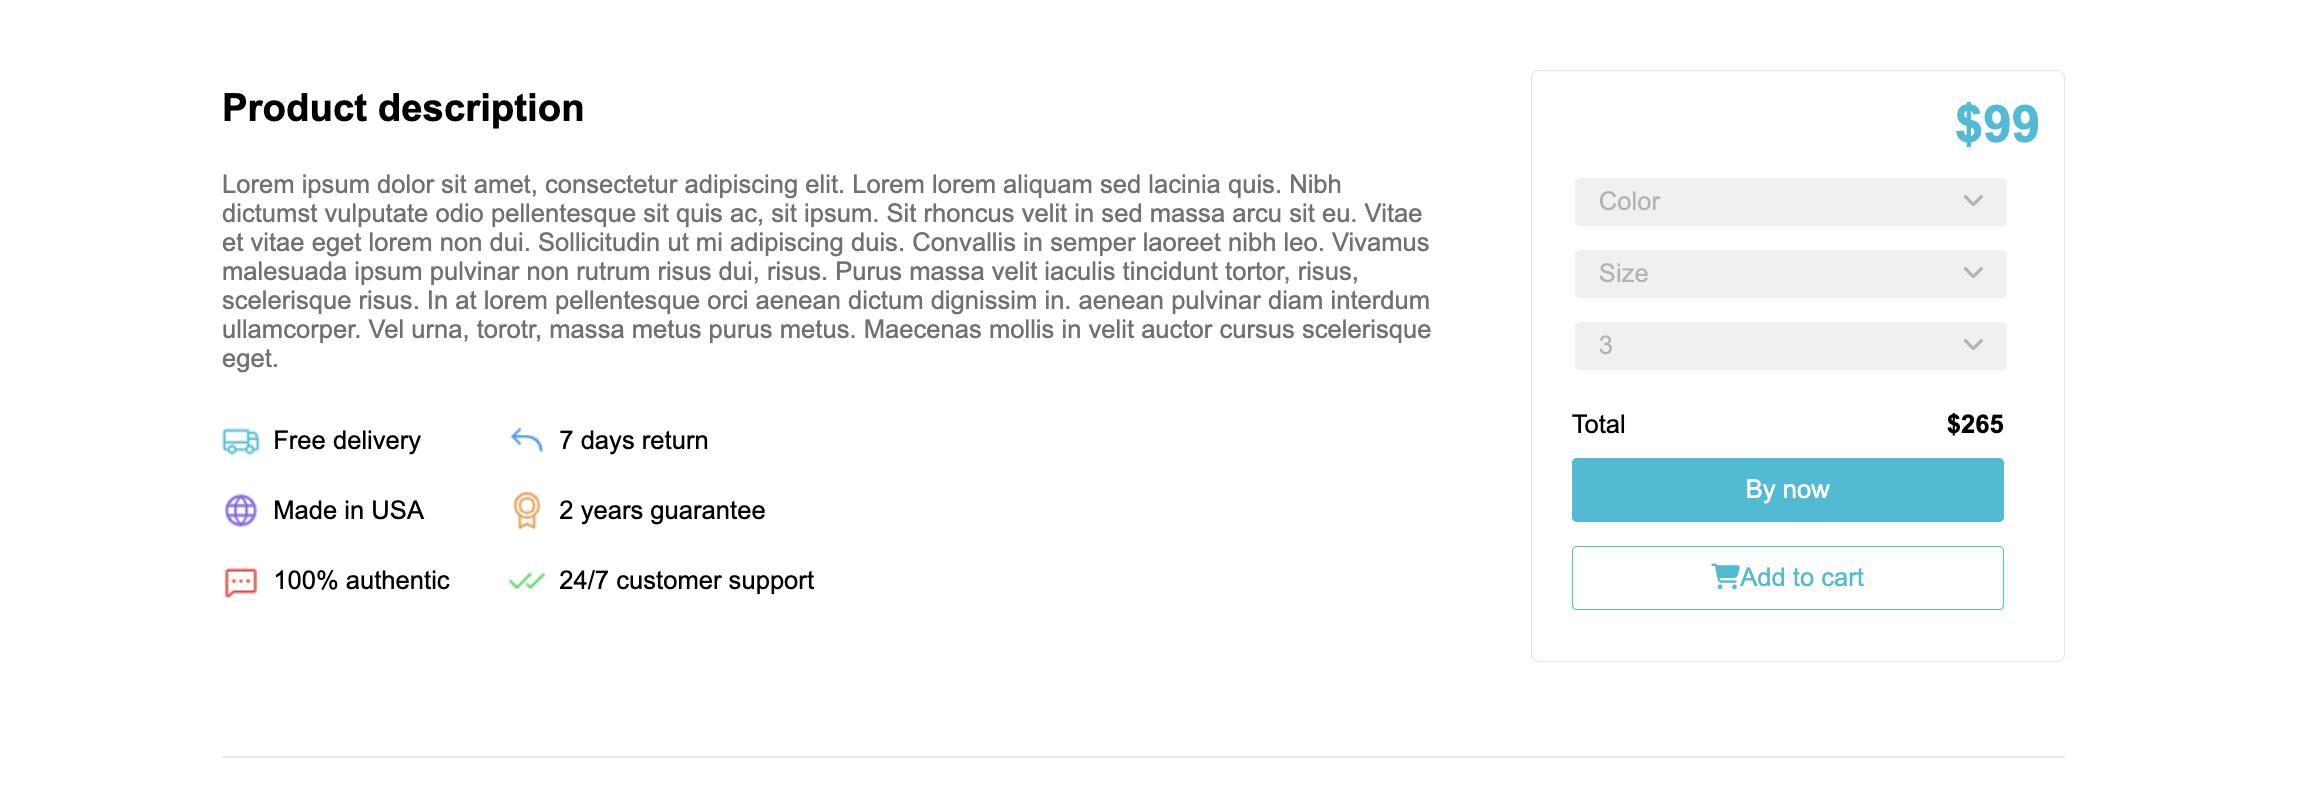 Product description
Lorem ipsum dolor sit amet, consectetur adipiscing elit. Lorem lorem aliquam sed lacinia quis. Nibh
dictumst vulputate odio pellentesque sit quis ac, sit ipsum. Sit rhoncus velit in sed massa arcu sit eu. Vitae
et vitae eget lorem non dui. Sollicitudin ut mi adipiscing duis. Convallis in semper laoreet nibh leo. Vivamus
malesuada ipsum pulvinar non rutrum risus dui, risus. Purus massa velit iaculis tincidunt tortor, risus,
scelerisque risus. In at lorem pellentesque orci aenean dictum dignissim in. aenean pulvinar diam interdum
ullamcorper. Vel urna, torotr, massa metus purus metus. Maecenas mollis in velit auctor cursus scelerisque
eget.
Free delivery
7 days return
Made in USA
2 years guarantee
100% authentic
24/7 customer support
$99
Color
Size
3
Total $265
By now
Add to cart